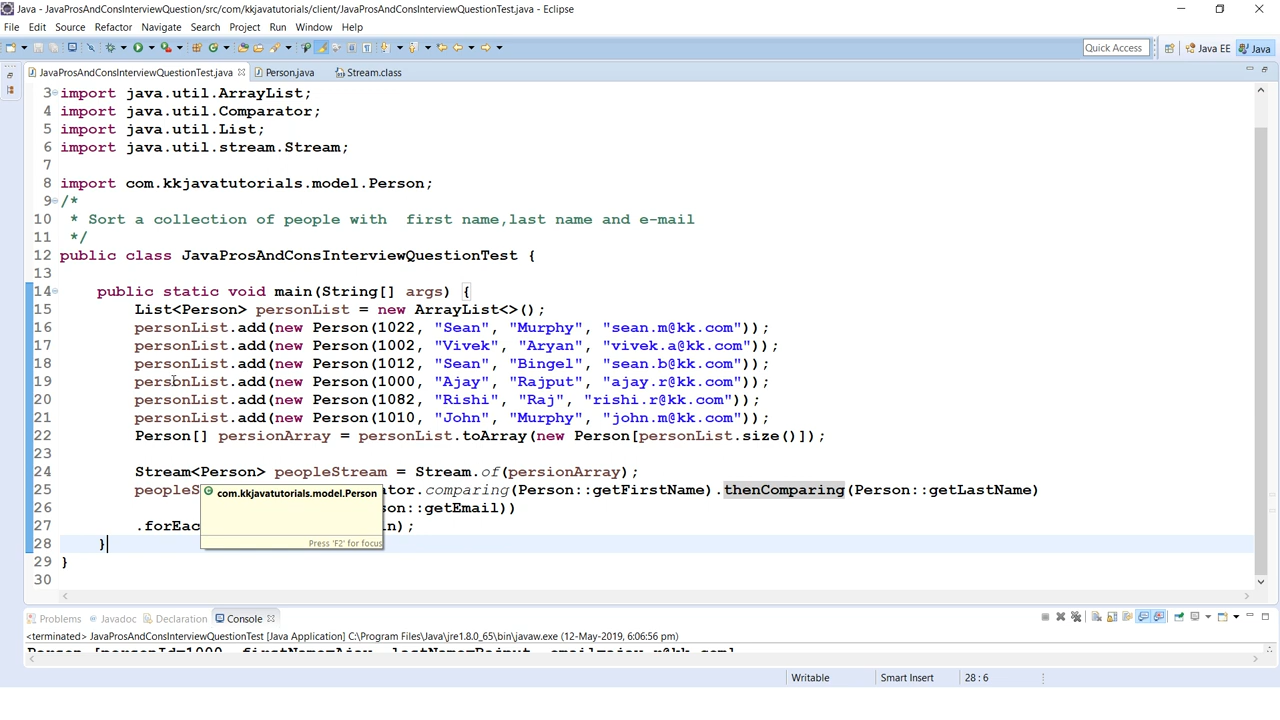 Java - JavaProsAndConsInterviewQuestion/src/com/kkjavatutorials/client/JavaProsAndConsInterviewQuestionTest.java - Eclipse
File Edit Source Refactor Navigate Search Project Run Window Help
Quick Access Java EE Java
JavaProsAndConsInterviewQuestionTest.java Person.java Stream.class
3 import java.util.ArrayList;
4 import java.util.Comparator;
5 import java.util.List;
6 import java.util.stream.Stream;
7
8 import com.kkjavatutorials.model.Person;
9 /*
10 * Sort a collection of people with first name,last name and e-mail
11 */
12 public class JavaProsAndConsInterviewQuestionTest {
13
14 public static void main(String[] args) {
15 List<Person> personList = new ArrayList<>();
16 personList.add(new Person(1022, "Sean", "Murphy", "sean.m@kk.com"));
17 personList.add(new Person(1002, "Vivek", "Aryan", "vivek.a@kk.com"));
18 personList.add(new Person(1012, "Sean", "Bingel", "sean.b@kk.com"));
19 personList.add(new Person(1000, "Ajay", "Rajput", "ajay.r@kk.com"));
20 personList.add(new Person(1082, "Rishi", "Raj", "rishi.r@kk.com"));
21 personList.add(new Person(1010, "John", "Murphy", "john.m@kk.com"));
22 Person[] persionArray = personList.toArray(new Person[personList.size()]);
23
24 Stream<Person> peopleStream = Stream.of(persionArray);
25 peopleS ator.comparing(Person::getFirstName).thenComparing(Person::getLastName)
com.kkjavatutorials.model.Person
26 son::getEmail))
27 .forEac n);
Press 'F2' for focus
28 }
29 }
30
Problems Javadoc Declaration Console
<terminated> JavaProsAndConsInterviewQuestionTest [Java Application] C:\Program Files\Java\jre1.8.0_65\bin\javaw.exe (12-May-2019, 6:06:56 pm)
Person [personId=1000, firstName=Ajay, lastName=Rajput, email=ajay.r@kk.com]
Writable Smart Insert 28 : 6